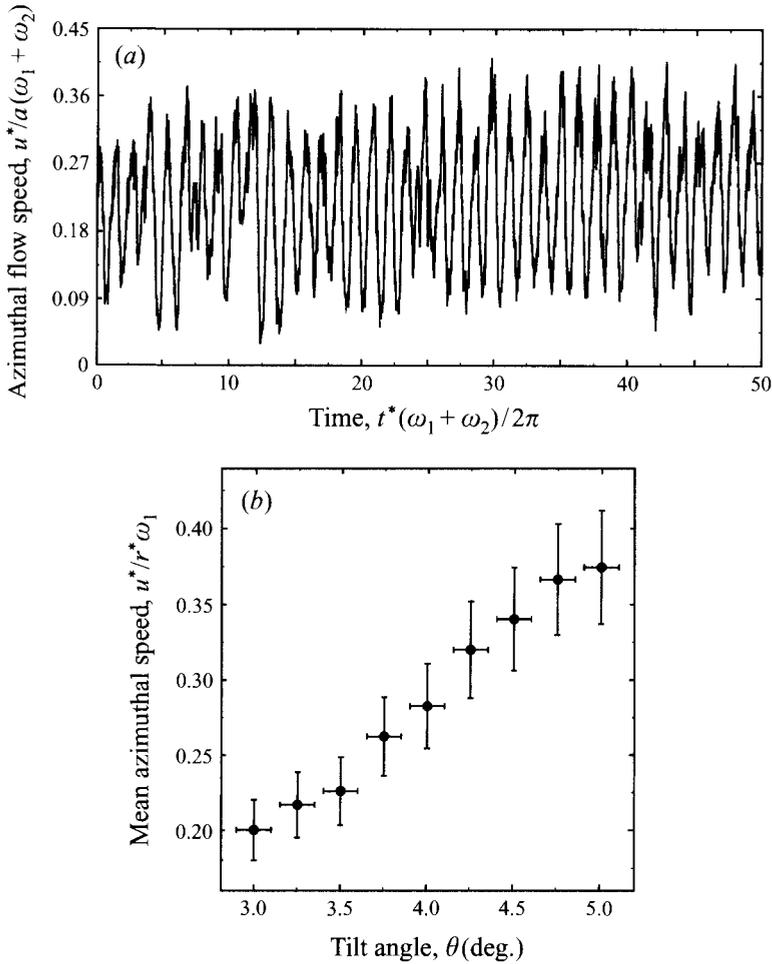 (a)
Azimuthal flow speed, u*/a(ω₁ + ω₂)
0.45
0.36
0.27
0.18
0.09
0
0 10 20 30 40 50
Time, t*(ω₁ + ω₂)/2π
(b)
Mean azimuthal speed, u*/r*ω₁
0.40
0.35
0.30
0.25
0.20
3.0 3.5 4.0 4.5 5.0
Tilt angle, θ(deg.)